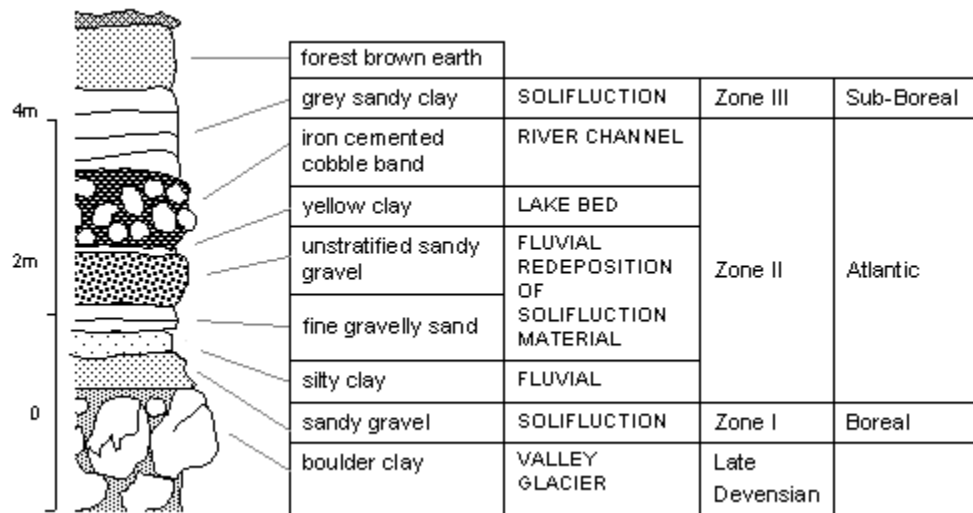 forest brown earth
grey sandy clay SOLIFLUCTION Zone III Sub-Boreal
4m
iron cemented RIVER CHANNEL
cobble band
yellow clay LAKE BED
unstratified sandy FLUVIAL
2m gravel REDEPOSITION Zone II Atlantic
OF
SOLIFLUCTION
fine gravelly sand MATERIAL
silty clay FLUVIAL
0 sandy gravel SOLIFLUCTION Zone I Boreal
boulder clay VALLEY Late
GLACIER Devensian